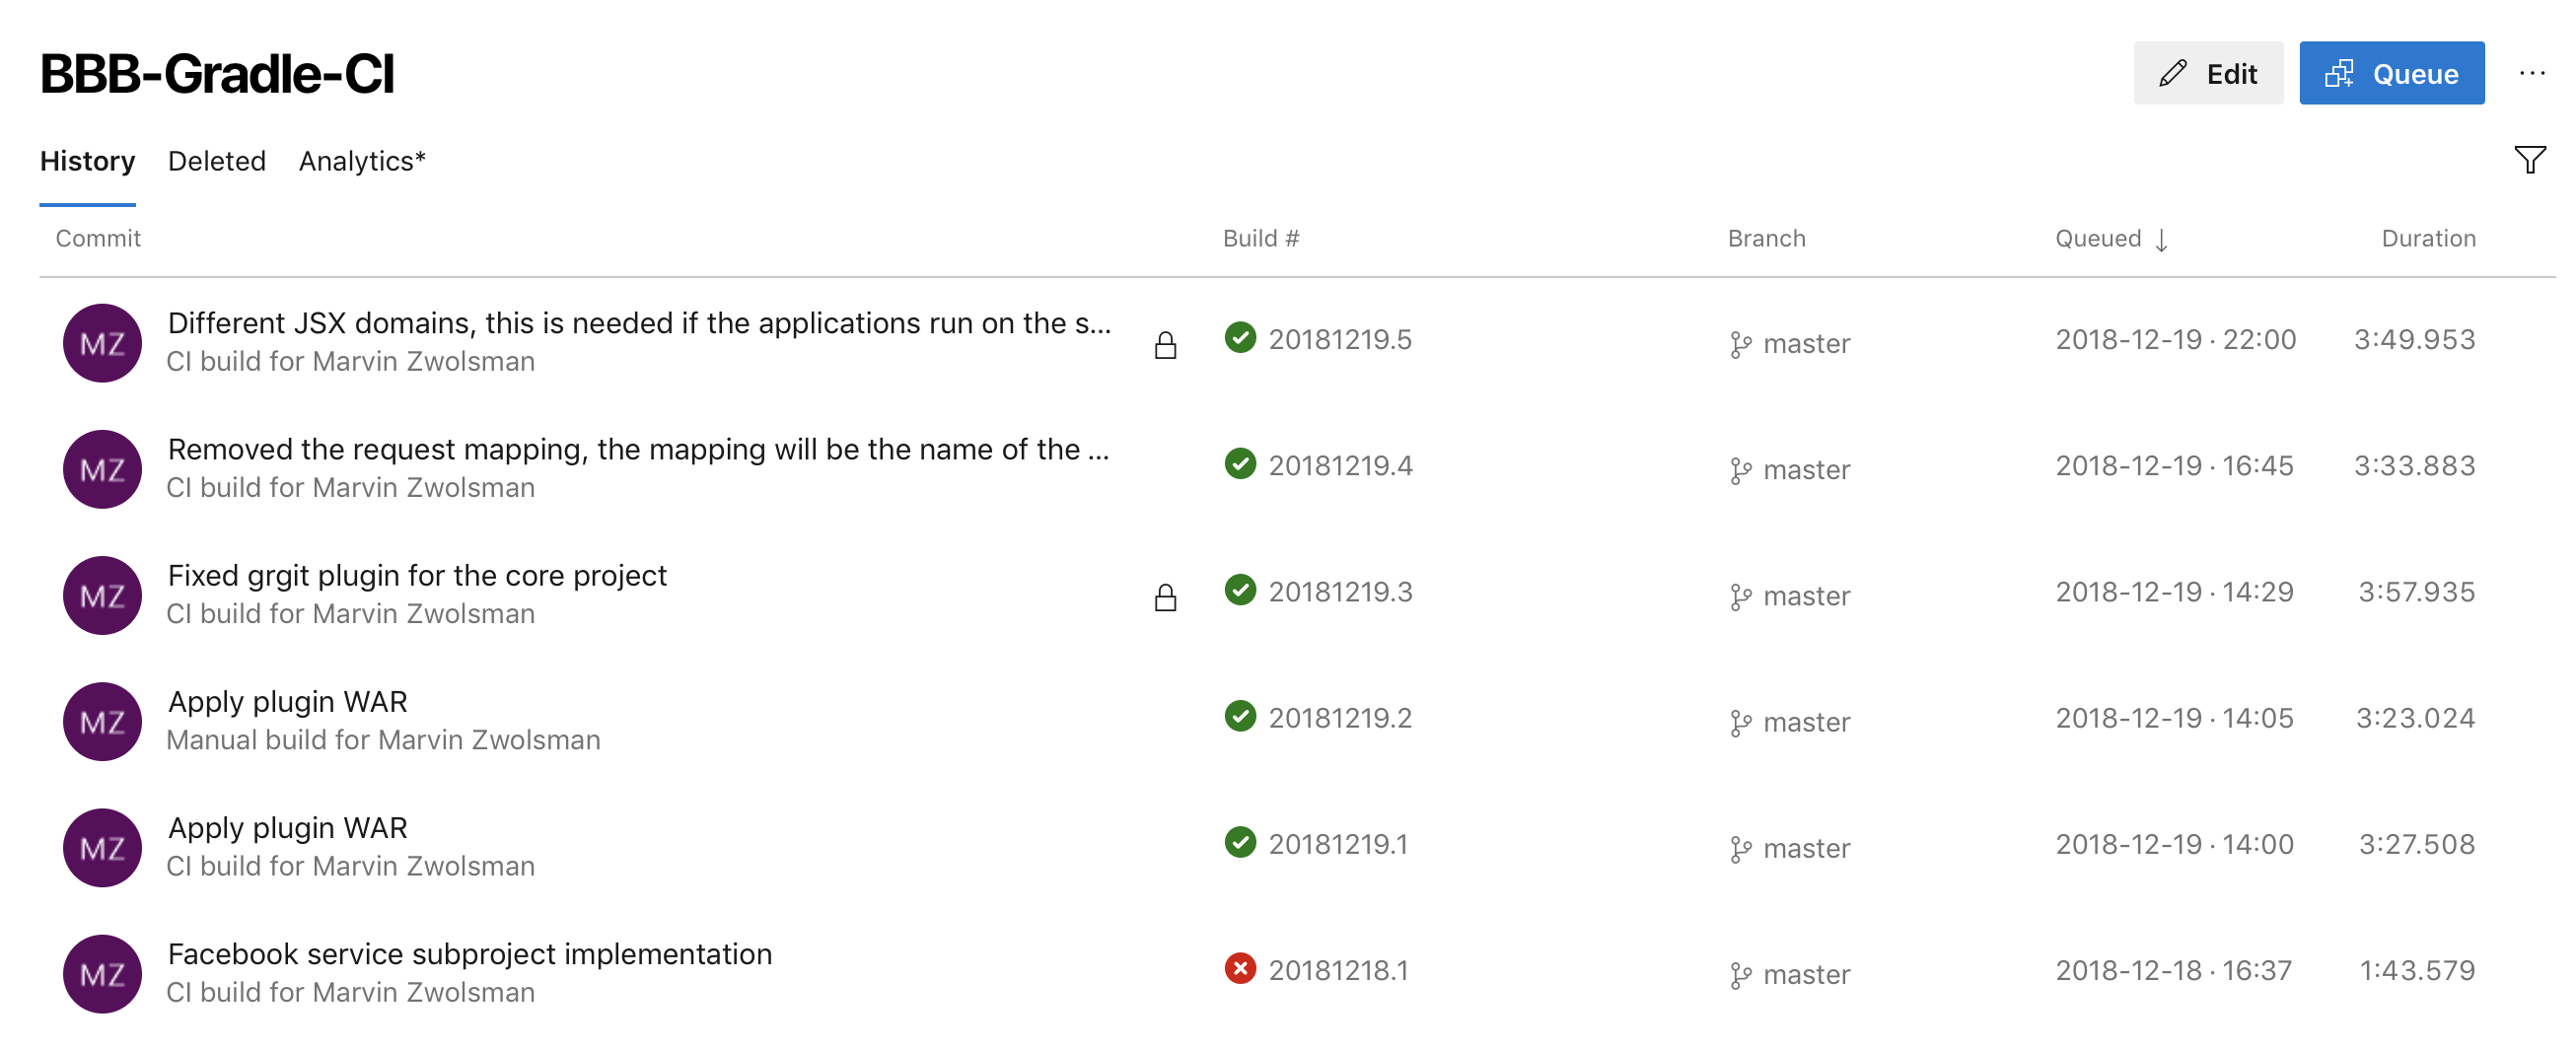 BBB-Gradle-CI
Edit
Queue
History Deleted Analytics*
Commit Build # Branch Queued Duration
MZ Different JSX domains, this is needed if the applications run on the s... 20181219.5 master 2018-12-19 · 22:00 3:49.953
CI build for Marvin Zwolsman
MZ Removed the request mapping, the mapping will be the name of the ... 20181219.4 master 2018-12-19 · 16:45 3:33.883
CI build for Marvin Zwolsman
MZ Fixed grgit plugin for the core project 20181219.3 master 2018-12-19 · 14:29 3:57.935
CI build for Marvin Zwolsman
MZ Apply plugin WAR 20181219.2 master 2018-12-19 · 14:05 3:23.024
Manual build for Marvin Zwolsman
MZ Apply plugin WAR 20181219.1 master 2018-12-19 · 14:00 3:27.508
CI build for Marvin Zwolsman
MZ Facebook service subproject implementation 20181218.1 master 2018-12-18 · 16:37 1:43.579
CI build for Marvin Zwolsman